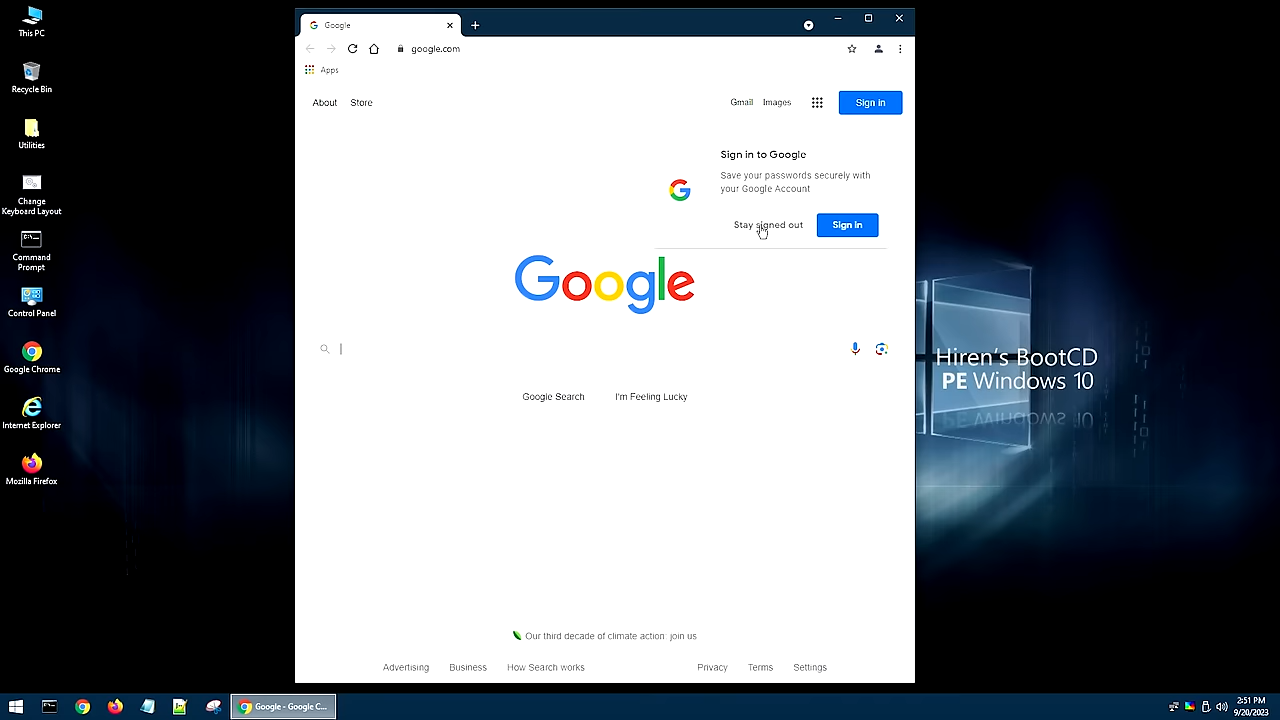 This PC
Recycle Bin
Utilities
Change
Keyboard Layout
Command
Prompt
Control Panel
Google Chrome
Internet Explorer
Mozilla Firefox
Google
google.com
Apps
About Store
Gmail Images Sign in
Sign in to Google
Save your passwords securely with
your Google Account
Stay signed out Sign in
Google
Google Search I'm Feeling Lucky
Our third decade of climate action: join us
Advertising Business How Search works Privacy Terms Settings
Hiren's BootCD
PE Windows 10
Google - Google C...
2:51 PM
9/20/2023